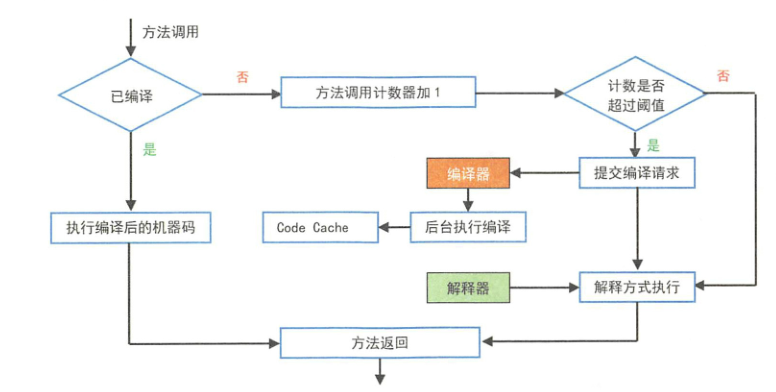 方法调用
已编译
否
方法调用计数器加 1
计数是否
超过阈值
否
是
是
编译器
提交编译请求
执行编译后的机器码
Code Cache
后台执行编译
解释器
解释方式执行
方法返回